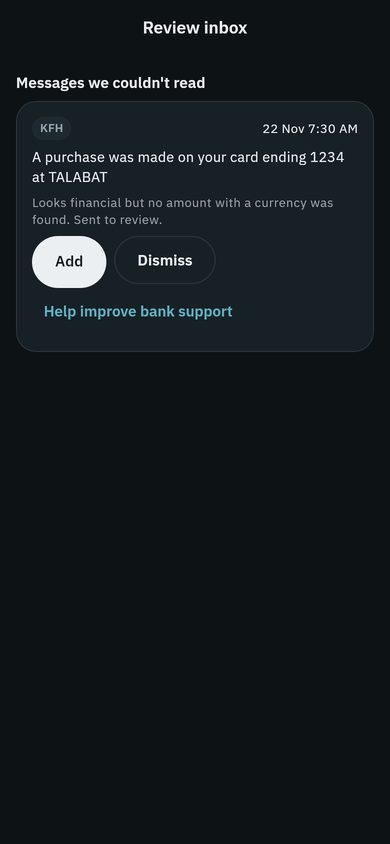 Review inbox
Messages we couldn't read
KFH
22 Nov 7:30 AM
A purchase was made on your card ending 1234
at TALABAT
Looks financial but no amount with a currency was
found. Sent to review.
Add
Dismiss
Help improve bank support